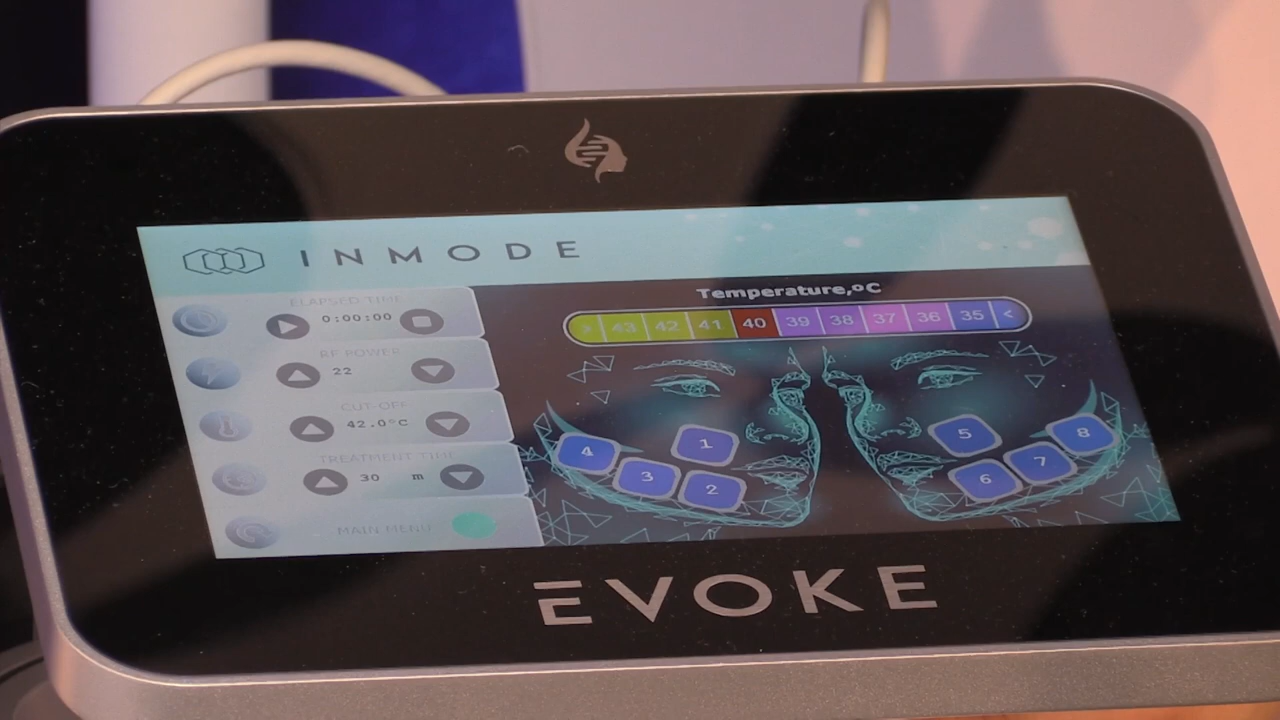 INMODE
ELAPSED TIME
0:00:00
RF POWER
22
CUT-OFF
42.0°C
TREATMENT TIME
30 m
MAIN MENU
Temperature,ºC
> 43 42 41 40 39 38 37 36 35 <
1
2
3
4
5
6
7
8
EVOKE